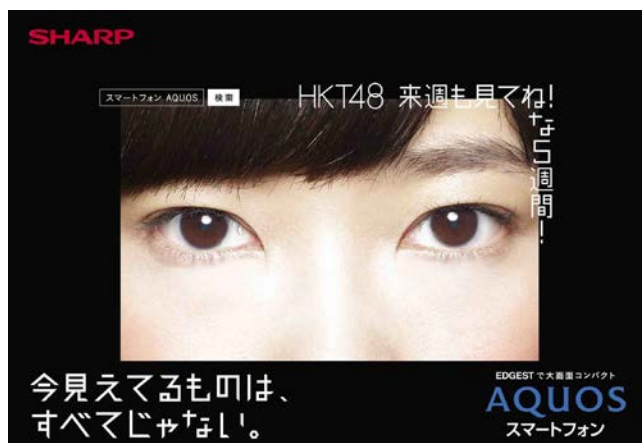 SHARP
スマートフォン AQUOS 検索
HKT48 来週も見てね!
な5週間!
今見えてるものは、
すべてじゃない。
EDGESTで大画面コンパクト
AQUOS
スマートフォン